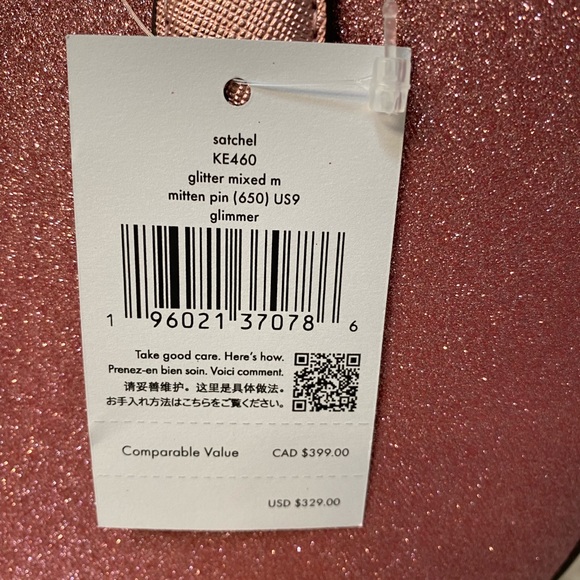 satchel
KE460
glitter mixed m
mitten pin (650) US9
glimmer
1 96021 37078 6
Take good care. Here's how.
Prenez-en bien soin. Voici comment.
请妥善维护。这里是具体做法。
お手入れ方法はこちらをご覧ください。
Comparable Value CAD $399.00
USD $329.00